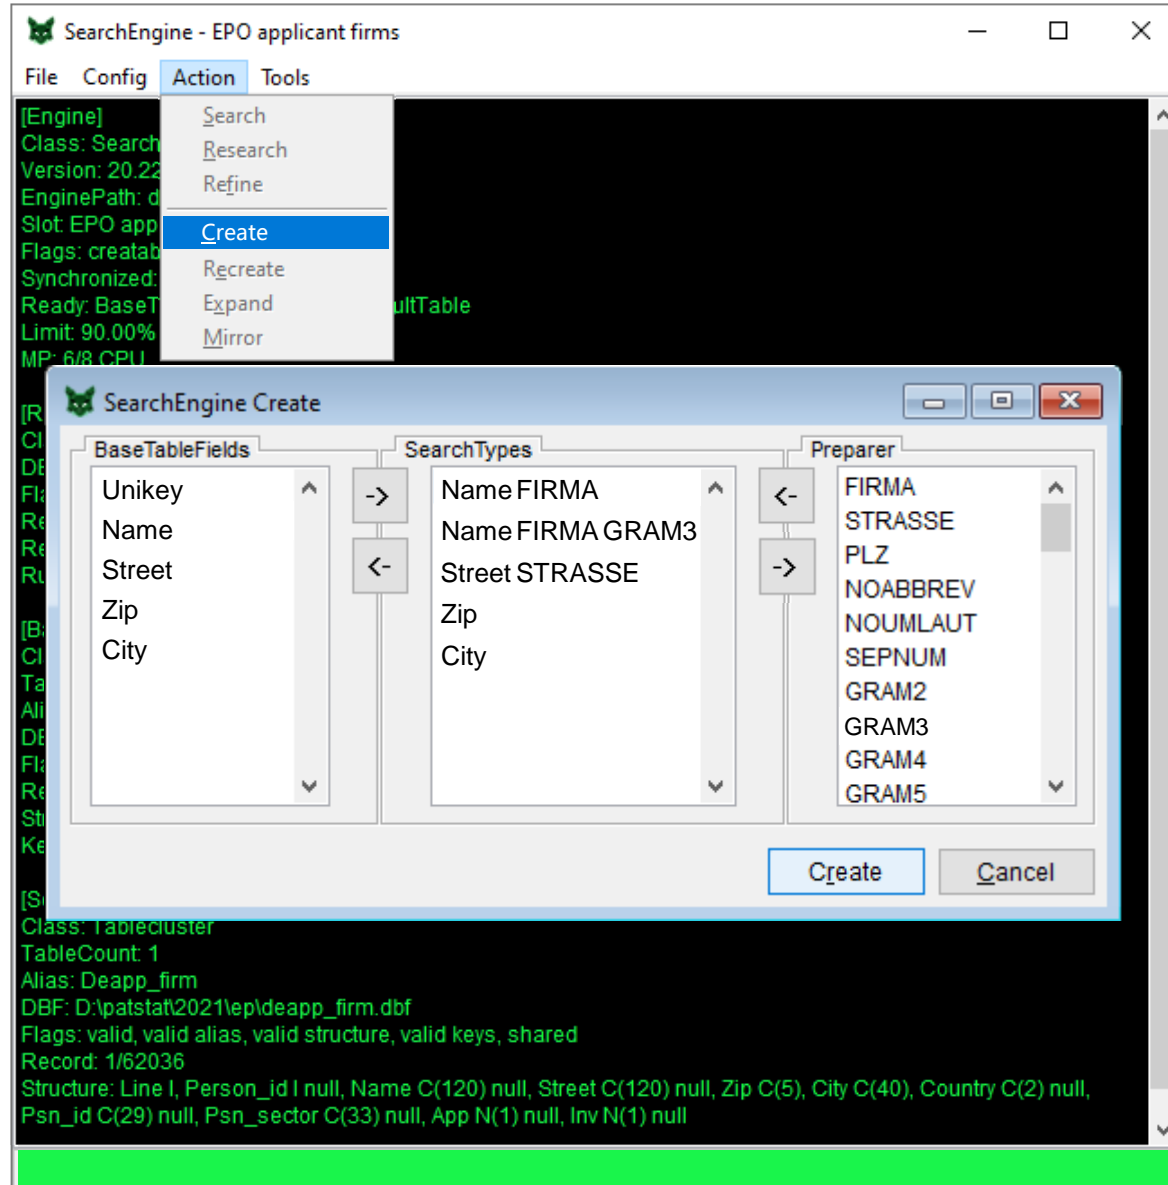 SearchEngine - EPO applicant firms
File Config Action Tools
[Engine]
Class: Search
Version: 20.22
EnginePath: d
Slot: EPO app
Flags: creatab
Synchronized:
Ready: BaseT ultTable
Limit: 90.00%
MP: 6/8 CPU
Search
Research
Refine
Create
Recreate
Expand
Mirror
SearchEngine Create
BaseTableFields
Unikey
Name
Street
Zip
City
->
<-
SearchTypes
Name FIRMA
Name FIRMA GRAM3
Street STRASSE
Zip
City
<-
->
Preparer
FIRMA
STRASSE
PLZ
NOABBREV
NOUMLAUT
SEPNUM
GRAM2
GRAM3
GRAM4
GRAM5
Create Cancel
Class: Tablecluster
TableCount: 1
Alias: Deapp_firm
DBF: D:\patstat\2021\ep\deapp_firm.dbf
Flags: valid, valid alias, valid structure, valid keys, shared
Record: 1/62036
Structure: Line I, Person_id I null, Name C(120) null, Street C(120) null, Zip C(5), City C(40), Country C(2) null,
Psn_id C(29) null, Psn_sector C(33) null, App N(1) null, Inv N(1) null